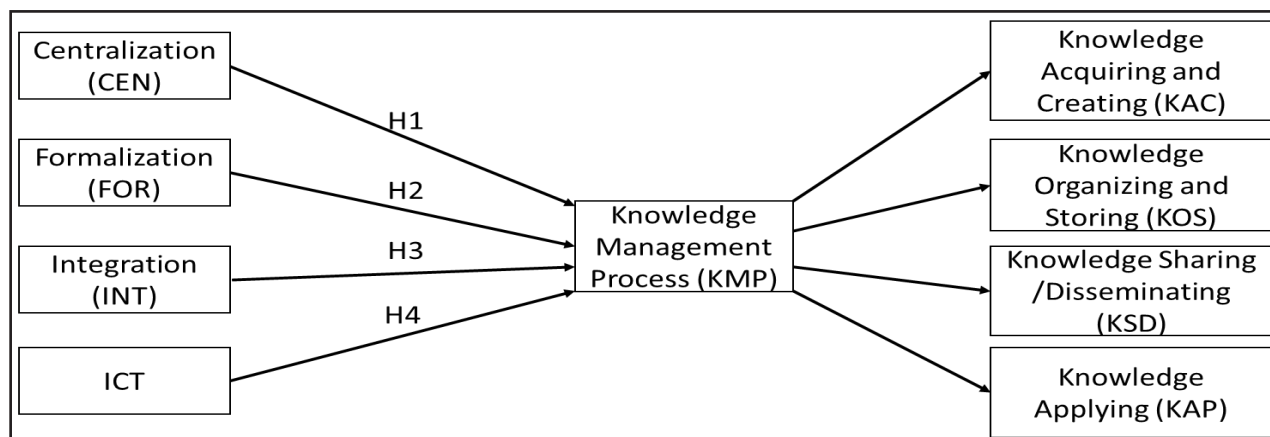 Centralization
(CEN)
Formalization
(FOR)
Integration
(INT)
ICT
H1
H2
H3
H4
Knowledge
Management
Process (KMP)
Knowledge
Acquiring and
Creating (KAC)
Knowledge
Organizing and
Storing (KOS)
Knowledge Sharing
/Disseminating
(KSD)
Knowledge
Applying (KAP)